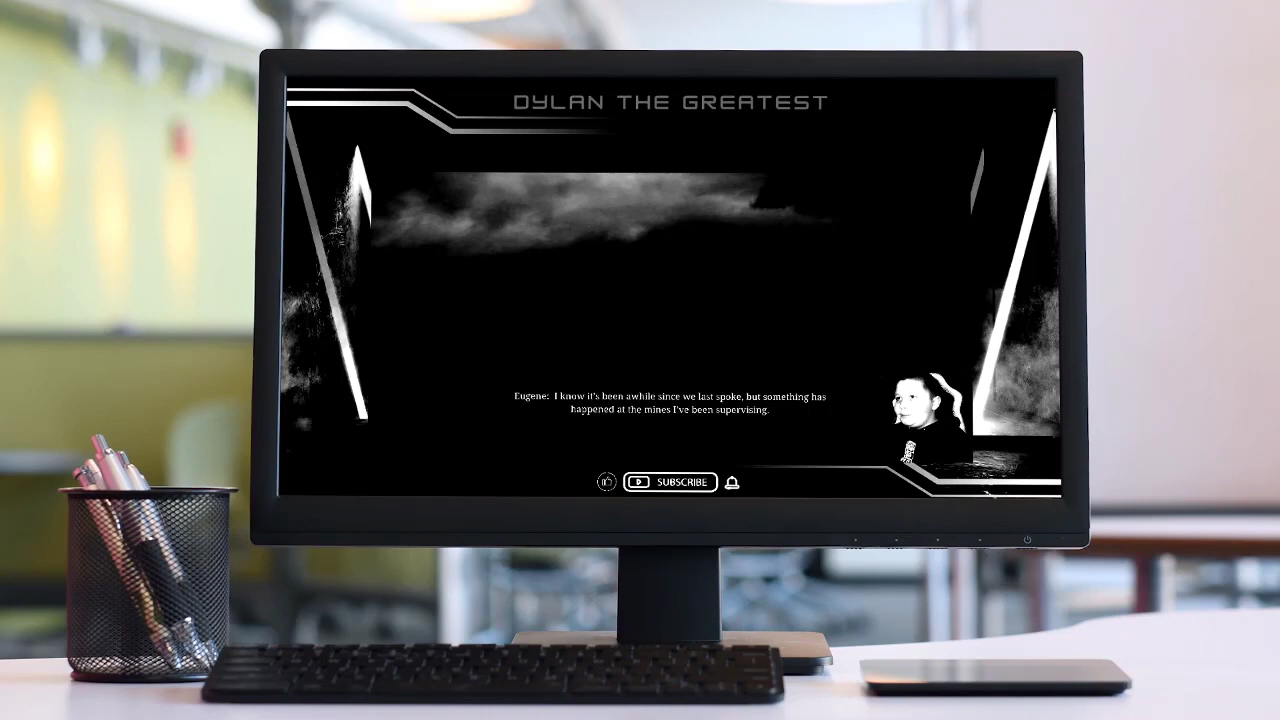 DYLAN THE GREATEST
Eugene: I know it's been awhile since we last spoke, but something has
happened at the mines I've been supervising.
SUBSCRIBE